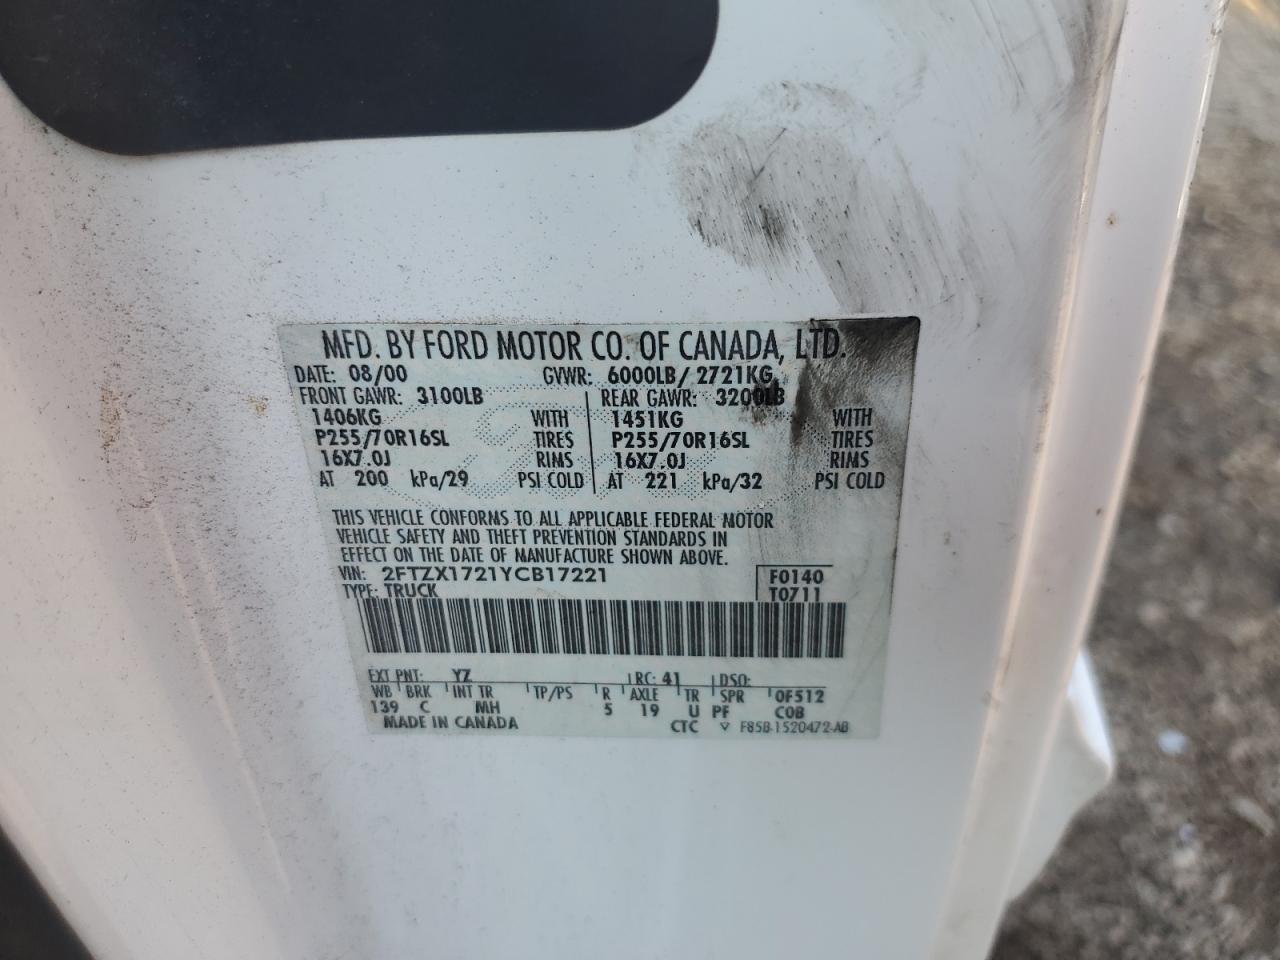 MFD. BY FORD MOTOR CO. OF CANADA, LTD.
DATE: 08/00 GVWR: 6000LB/ 2721KG
FRONT GAWR: 3100LB REAR GAWR: 3200LB
1406KG WITH 1451KG WITH
P255/70R16SL TIRES P255/70R16SL TIRES
16X7.0J RIMS 16X7.0J RIMS
AT 200 kPa/29 PSI COLD AT 221 kPa/32 PSI COLD
THIS VEHICLE CONFORMS TO ALL APPLICABLE FEDERAL MOTOR
VEHICLE SAFETY AND THEFT PREVENTION STANDARDS IN
EFFECT ON THE DATE OF MANUFACTURE SHOWN ABOVE.
VIN: 2FTZX1721YCB17221 F0140
TYPE: TRUCK T0711
EXT PNT: YZ RC: 41 DSO:
WB BRK INT TR TP/PS R AXLE TR SPR 0F512
139 C MH 5 19 U PF COB
MADE IN CANADA CTC F85B-1520472-AB